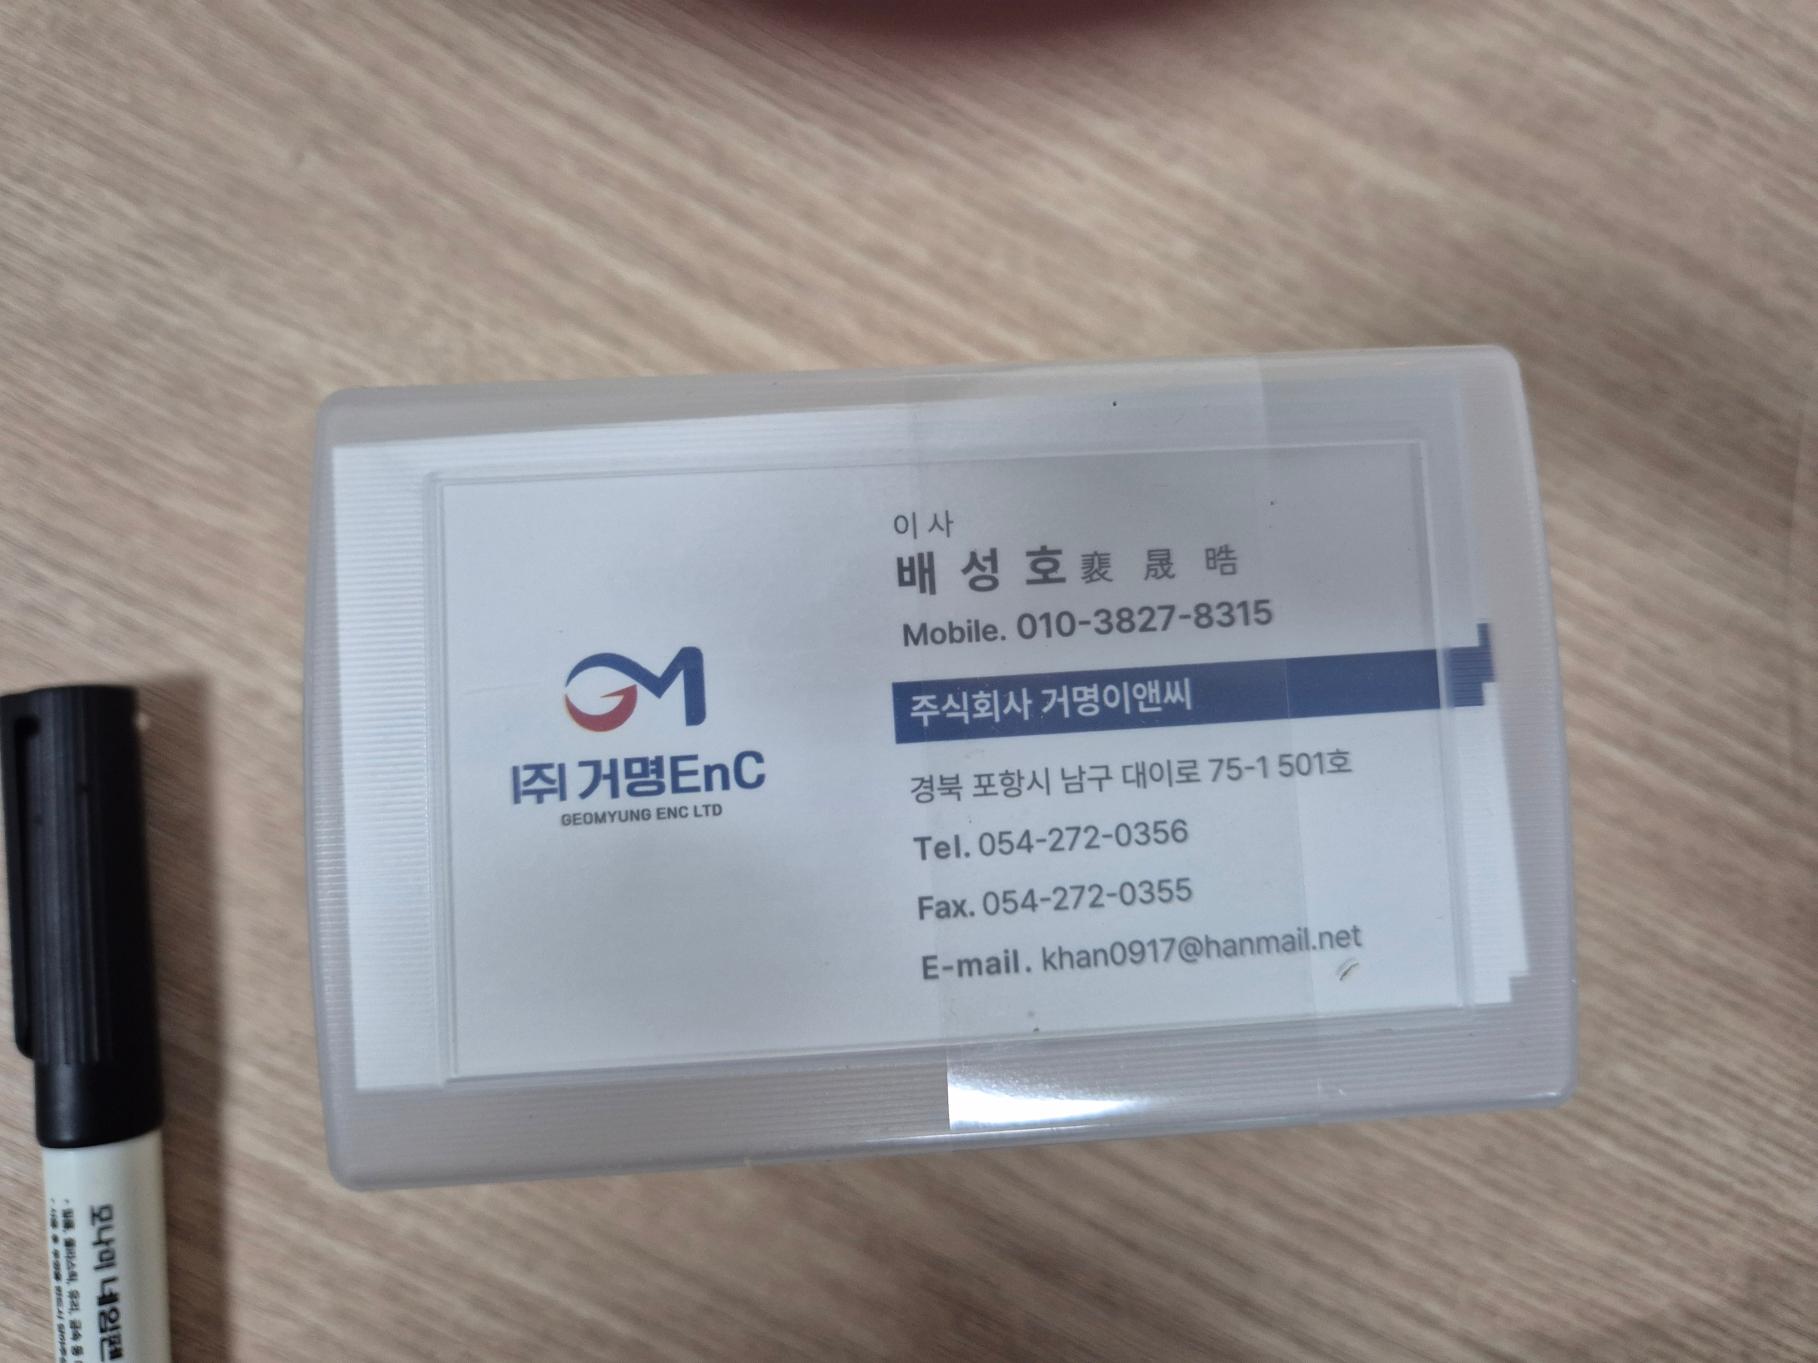 이 사
배 성 호 裵 晟 晧
Mobile. 010-3827-8315
GM
(주) 거명EnC
GEOMYUNG ENC LTD
주식회사 거명이앤씨
경북 포항시 남구 대이로 75-1 501호
Tel. 054-272-0356
Fax. 054-272-0355
E-mail. khan0917@hanmail.net
모나미 네임펜